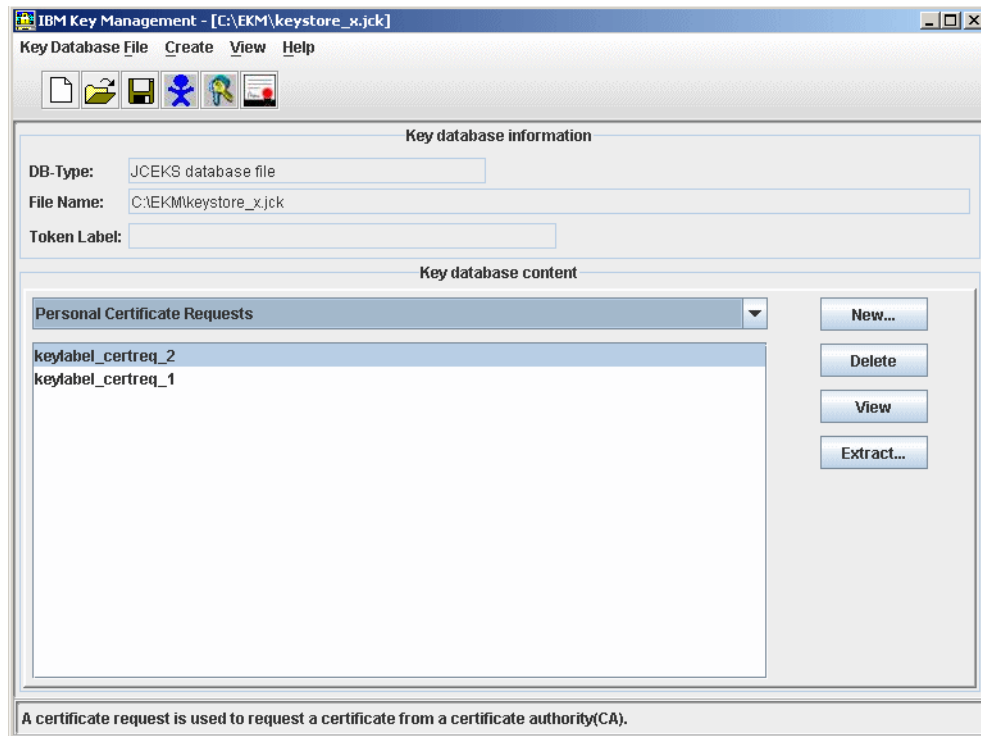 IBM Key Management - [C:\EKM\keystore_x.jck]
Key Database File Create View Help
Key database information
DB-Type: JCEKS database file
File Name: C:\EKM\keystore_x.jck
Token Label:
Key database content
Personal Certificate Requests
New...
keylabel_certreq_2
Delete
keylabel_certreq_1
View
Extract...
A certificate request is used to request a certificate from a certificate authority(CA).